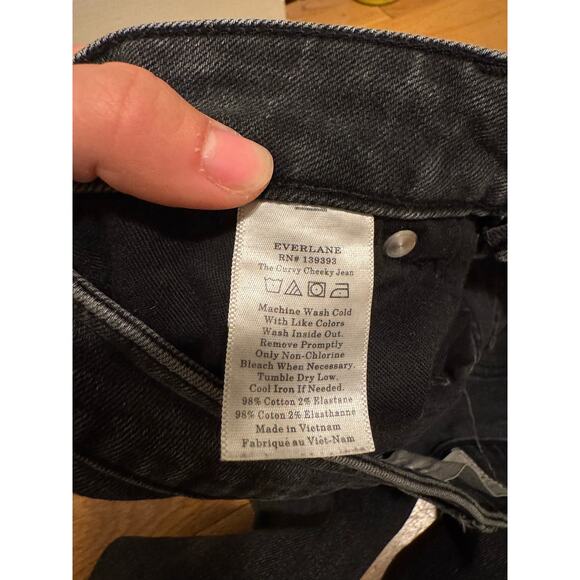 EVERLANE
RN# 139393
The Curvy Cheeky Jean
Machine Wash Cold
With Like Colors
Wash Inside Out.
Remove Promptly
Only Non-Chlorine
Bleach When Necessary.
Tumble Dry Low.
Cool Iron If Needed.
98% Cotton 2% Elastane
98% Coton 2% Elasthanne
Made in Vietnam
Fabriqué au Viêt-Nam